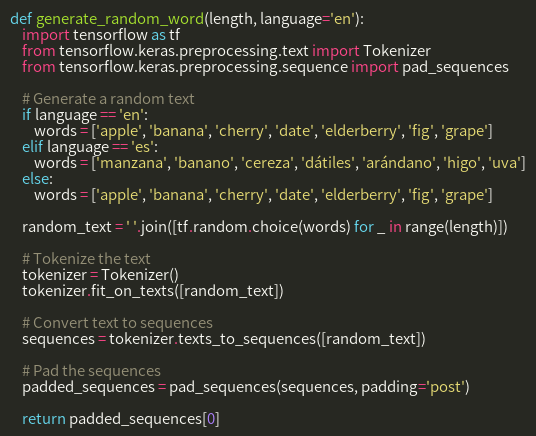 def generate_random_word(length, language='en'):
    import tensorflow as tf
    from tensorflow.keras.preprocessing.text import Tokenizer
    from tensorflow.keras.preprocessing.sequence import pad_sequences

    # Generate a random text
    if language == 'en':
        words = ['apple', 'banana', 'cherry', 'date', 'elderberry', 'fig', 'grape']
    elif language == 'es':
        words = ['manzana', 'banano', 'cereza', 'dátiles', 'arándano', 'higo', 'uva']
    else:
        words = ['apple', 'banana', 'cherry', 'date', 'elderberry', 'fig', 'grape']

    random_text = ' '.join([tf.random.choice(words) for _ in range(length)])

    # Tokenize the text
    tokenizer = Tokenizer()
    tokenizer.fit_on_texts([random_text])

    # Convert text to sequences
    sequences = tokenizer.texts_to_sequences([random_text])

    # Pad the sequences
    padded_sequences = pad_sequences(sequences, padding='post')

    return padded_sequences[0]